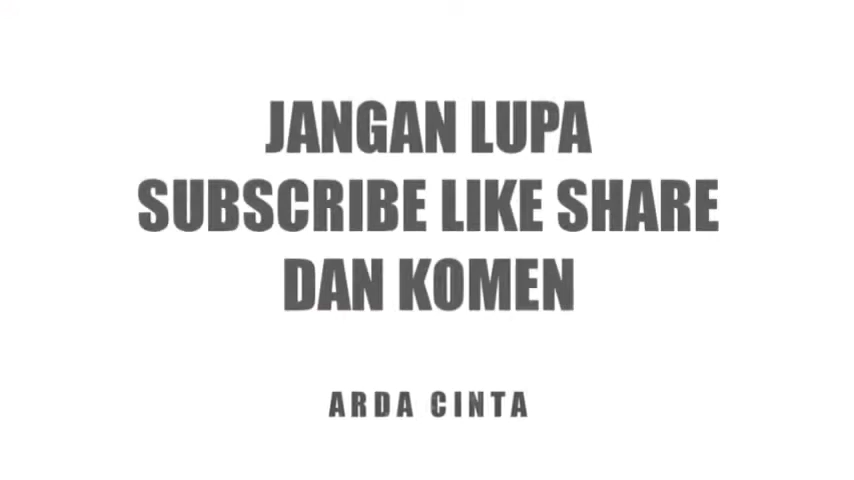 JANGAN LUPA
SUBSCRIBE LIKE SHARE
DAN KOMEN
ARDA CINTA